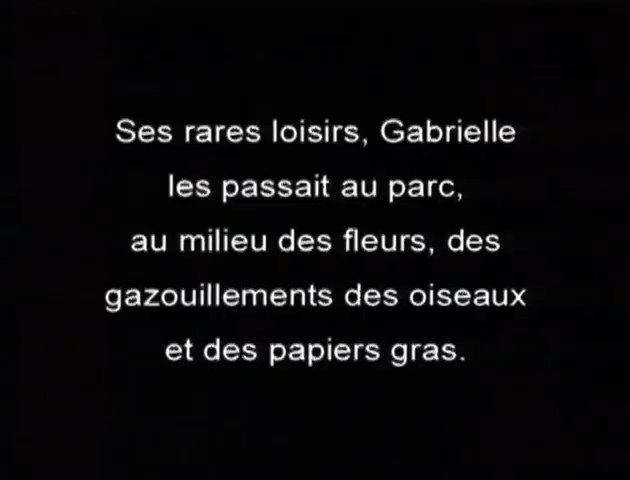 Ses rares loisirs, Gabrielle
les passait au parc,
au milieu des fleurs, des
gazouillements des oiseaux
et des papiers gras.